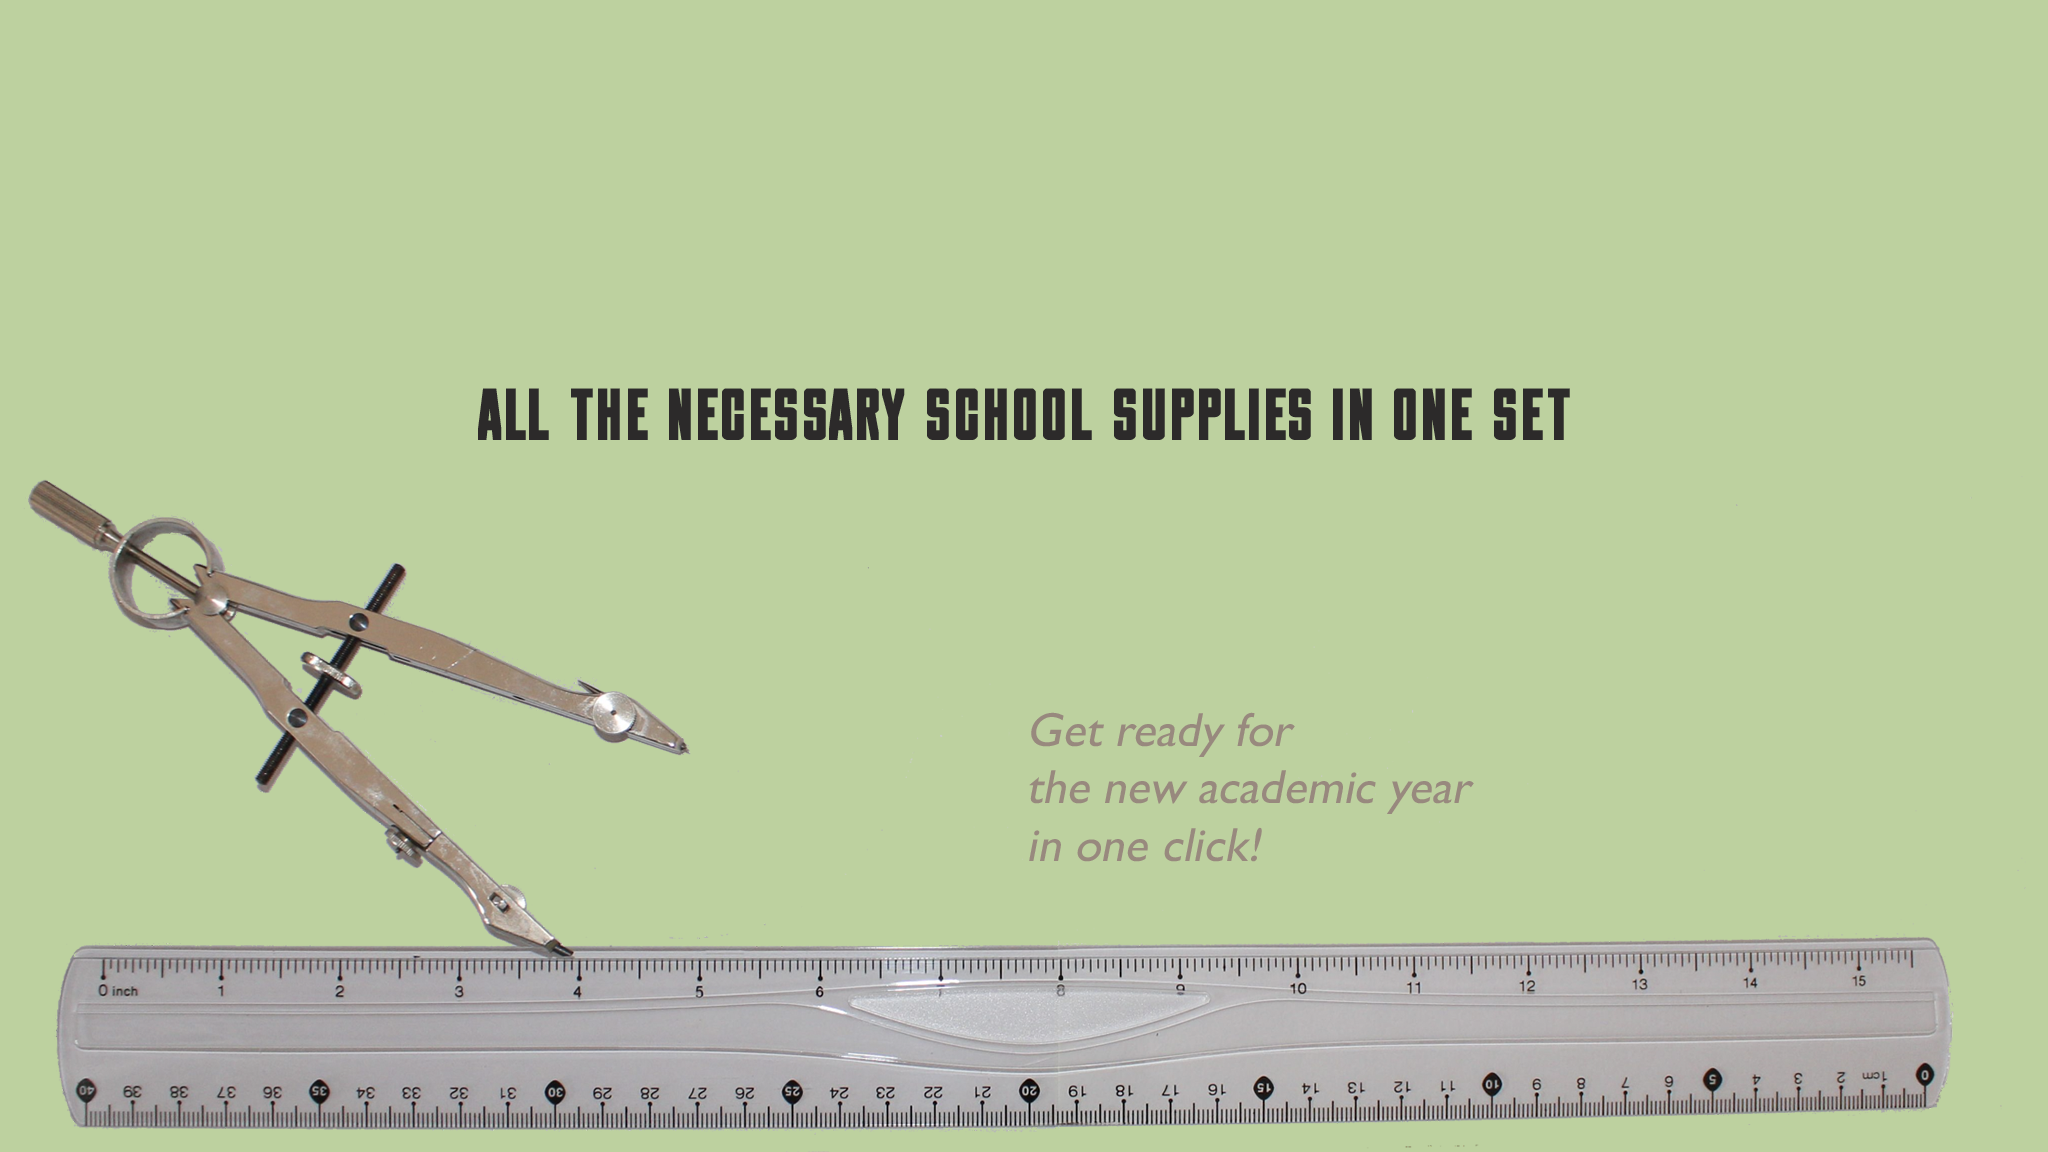 ALL THE NECESSARY SCHOOL SUPPLIES IN ONE SET
Get ready for
the new academic year
in one click!
0 inch 1 2 3 4 5 6 7 8 9 10 11 12 13 14 15
40 39 38 37 36 35 34 33 32 31 30 29 28 27 26 25 24 23 22 21 20 19 18 17 16 15 14 13 12 11 10 9 8 7 6 5 4 3 2 1cm 0